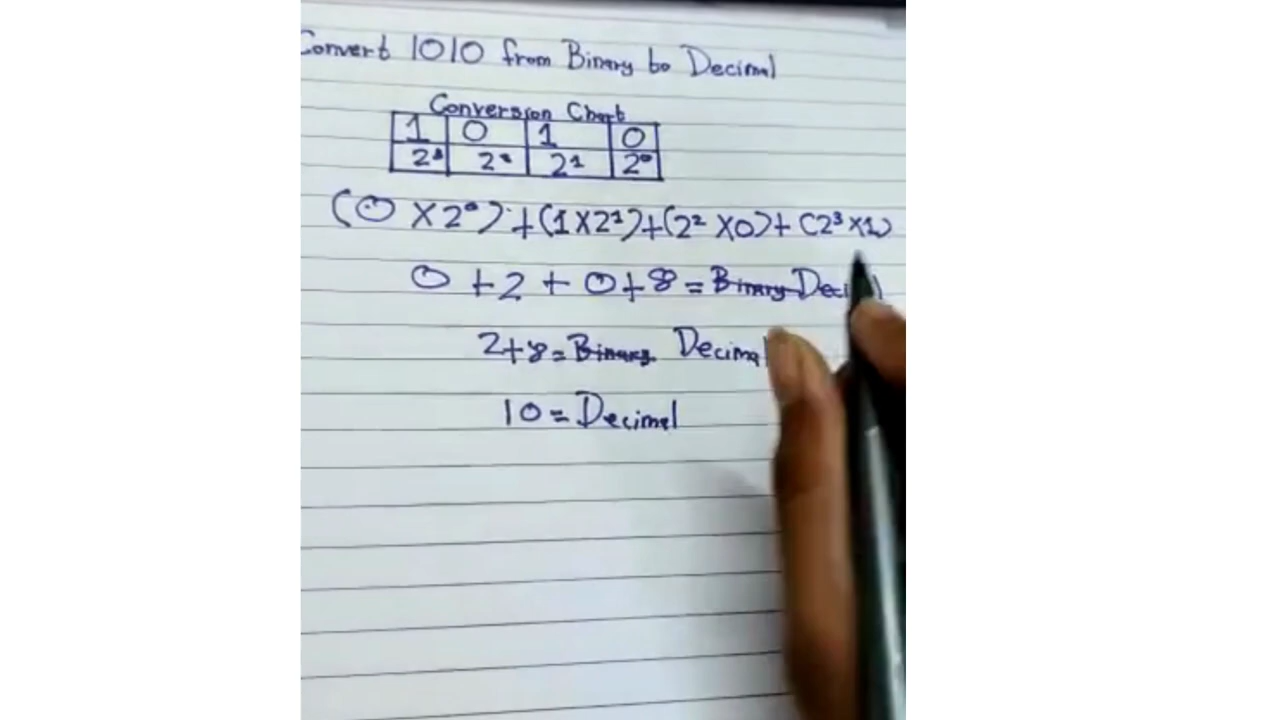 Convert 1010 from Binary to Decimal
Conversion Chart
1 0 1 0
2³ 2² 2¹ 2⁰
(0 X 2⁰) + (1 X 2¹) + (2² X 0) + (2³ X 1)
0 + 2 + 0 + 8 = Binary Decimal
2 + 8 = Binary Decimal
10 = Decimal